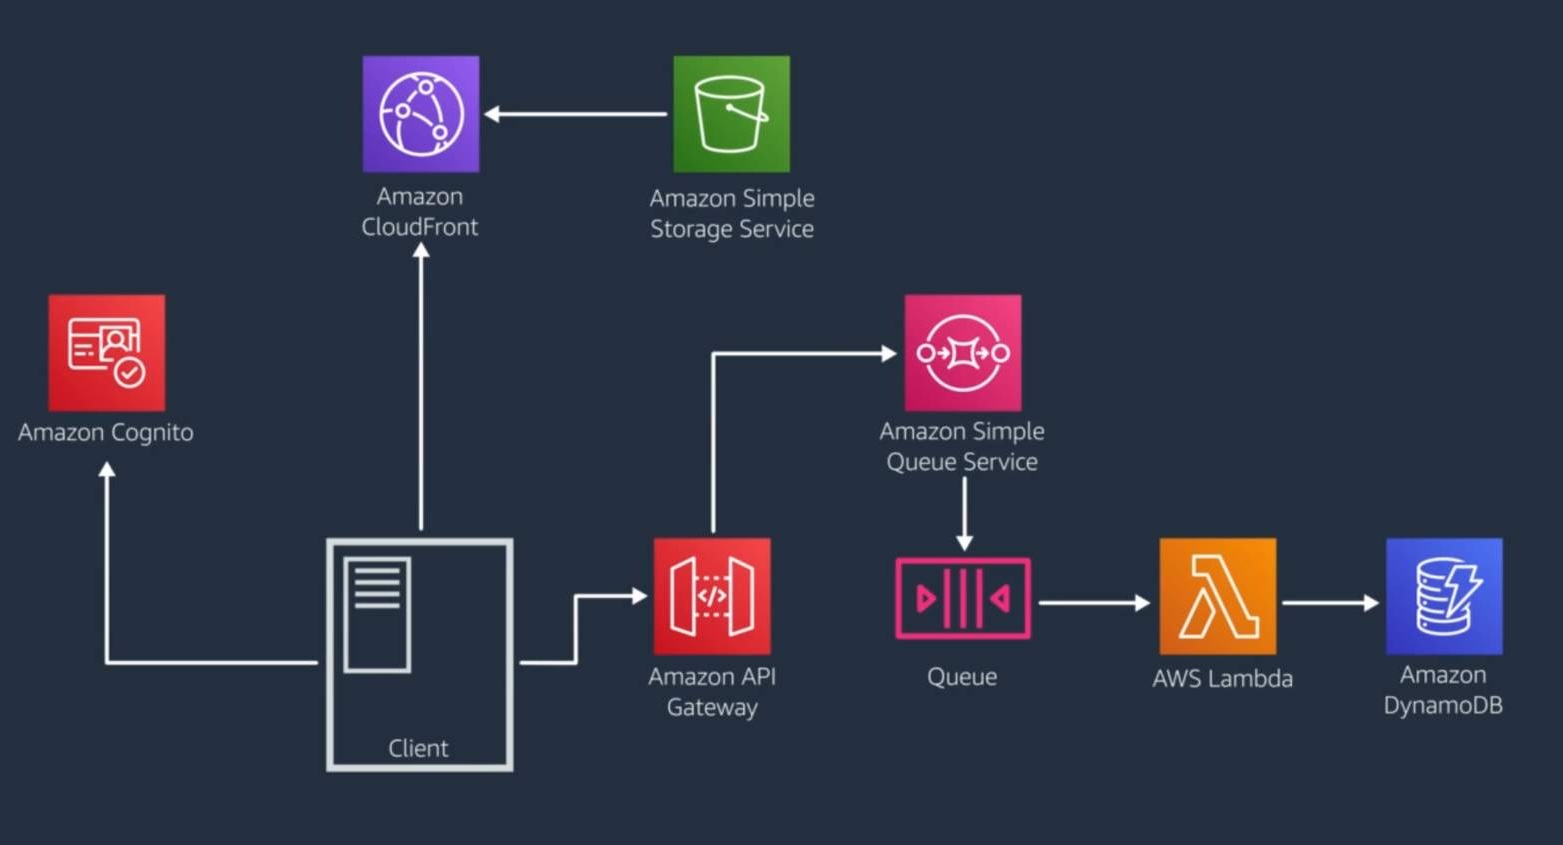 Amazon
CloudFront
Amazon Simple
Storage Service
Amazon Cognito
Amazon Simple
Queue Service
Client
</>
Amazon API
Gateway
Queue
AWS Lambda
Amazon
DynamoDB